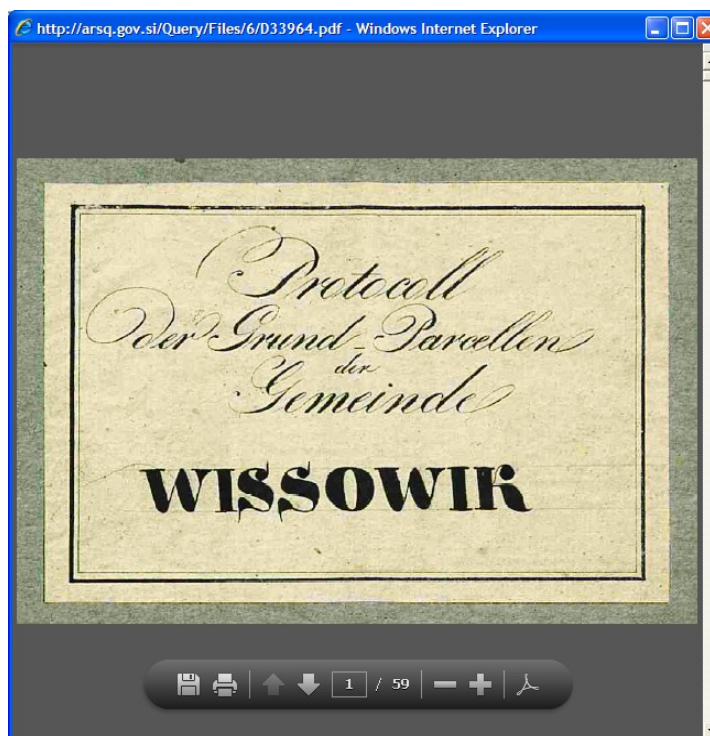 http://arsq.gov.si/Query/Files/6/D33964.pdf - Windows Internet Explorer
Protocoll
der Grund-Parcellen
der
Gemeinde
WISSOWIK
1 / 59